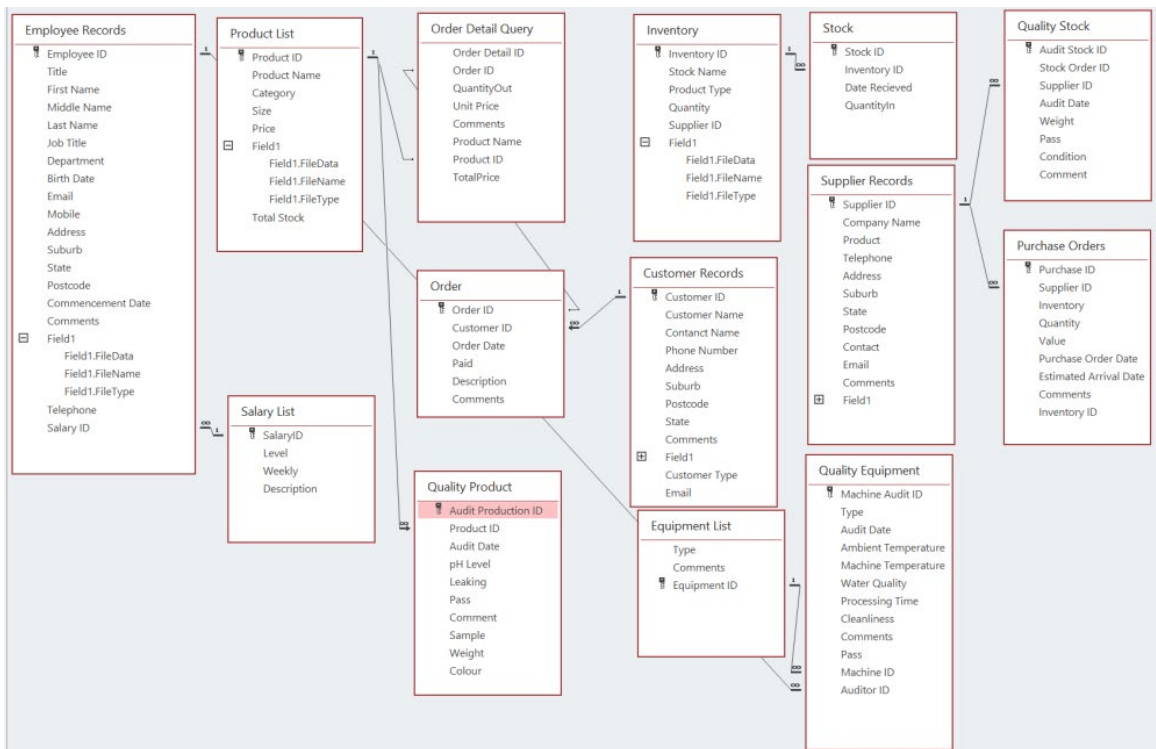 Employee Records
Employee ID
Title
First Name
Middle Name
Last Name
Job Title
Department
Birth Date
Email
Mobile
Address
Suburb
State
Postcode
Commencement Date
Comments
Field1
Field1.FileData
Field1.FileName
Field1.FileType
Telephone
Salary ID
Product List
Product ID
Product Name
Category
Size
Price
Field1
Field1.FileData
Field1.FileName
Field1.FileType
Total Stock
Order Detail Query
Order Detail ID
Order ID
QuantityOut
Unit Price
Comments
Product Name
Product ID
TotalPrice
Inventory
Inventory ID
Stock Name
Product Type
Quantity
Supplier ID
Field1
Field1.FileData
Field1.FileName
Field1.FileType
Stock
Stock ID
Inventory ID
Date Recieved
QuantityIn
Quality Stock
Audit Stock ID
Stock Order ID
Supplier ID
Audit Date
Weight
Pass
Condition
Comment
Supplier Records
Supplier ID
Company Name
Product
Telephone
Address
Suburb
State
Postcode
Contact
Email
Comments
Field1
Purchase Orders
Purchase ID
Supplier ID
Inventory
Quantity
Value
Purchase Order Date
Estimated Arrival Date
Comments
Inventory ID
Order
Order ID
Customer ID
Order Date
Paid
Description
Comments
Customer Records
Customer ID
Customer Name
Contanct Name
Phone Number
Address
Suburb
Postcode
State
Comments
Field1
Customer Type
Email
Salary List
SalaryID
Level
Weekly
Description
Quality Product
Audit Production ID
Product ID
Audit Date
pH Level
Leaking
Pass
Comment
Sample
Weight
Colour
Equipment List
Type
Comments
Equipment ID
Quality Equipment
Machine Audit ID
Type
Audit Date
Ambient Temperature
Machine Temperature
Water Quality
Processing Time
Cleanliness
Comments
Pass
Machine ID
Auditor ID
1
∞
1
1
∞
1
∞
1
∞
1
∞
∞
1
∞
1
∞
∞